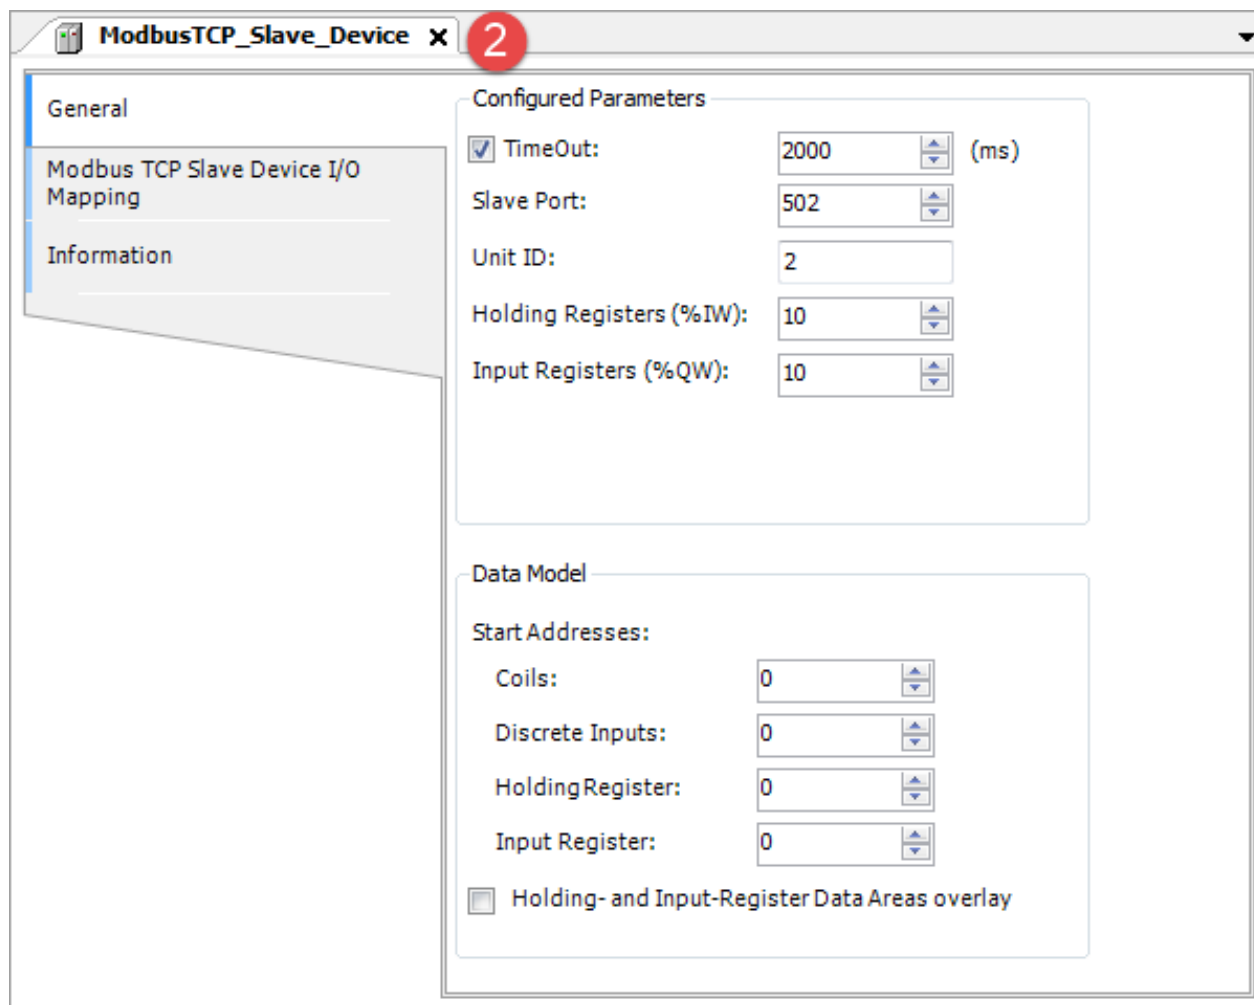 ModbusTCP_Slave_Device
2
General
Modbus TCP Slave Device I/O
Mapping
Information
Configured Parameters
TimeOut: 2000 (ms)
Slave Port: 502
Unit ID: 2
Holding Registers (%IW): 10
Input Registers (%QW): 10
Data Model
Start Addresses:
Coils: 0
Discrete Inputs: 0
Holding Register: 0
Input Register: 0
Holding- and Input-Register Data Areas overlay